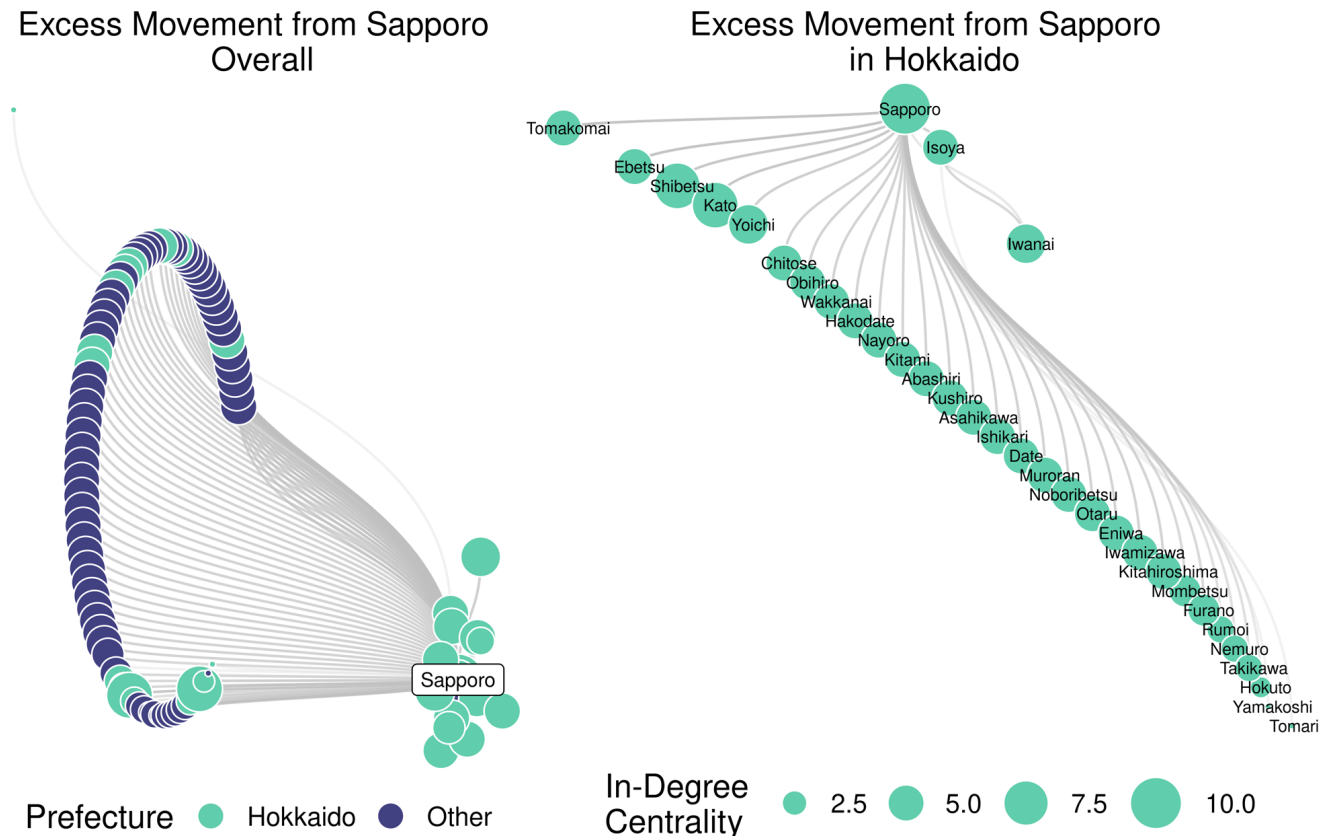 Excess Movement from Sapporo
Overall
Excess Movement from Sapporo
in Hokkaido
Sapporo
Tomakomai
Isoya
Ebetsu
Shibetsu
Kato
Yoichi
Iwanai
Chitose
Obihiro
Wakkanai
Hakodate
Nayoro
Kitami
Abashiri
Kushiro
Asahikawa
Ishikari
Date
Muroran
Noboribetsu
Otaru
Eniwa
Iwamizawa
Kitahiroshima
Mombetsu
Furano
Rumoi
Nemuro
Takikawa
Hokuto
Yamakoshi
Tomari
Sapporo
Prefecture Hokkaido Other
In-Degree
Centrality
2.5 5.0 7.5 10.0